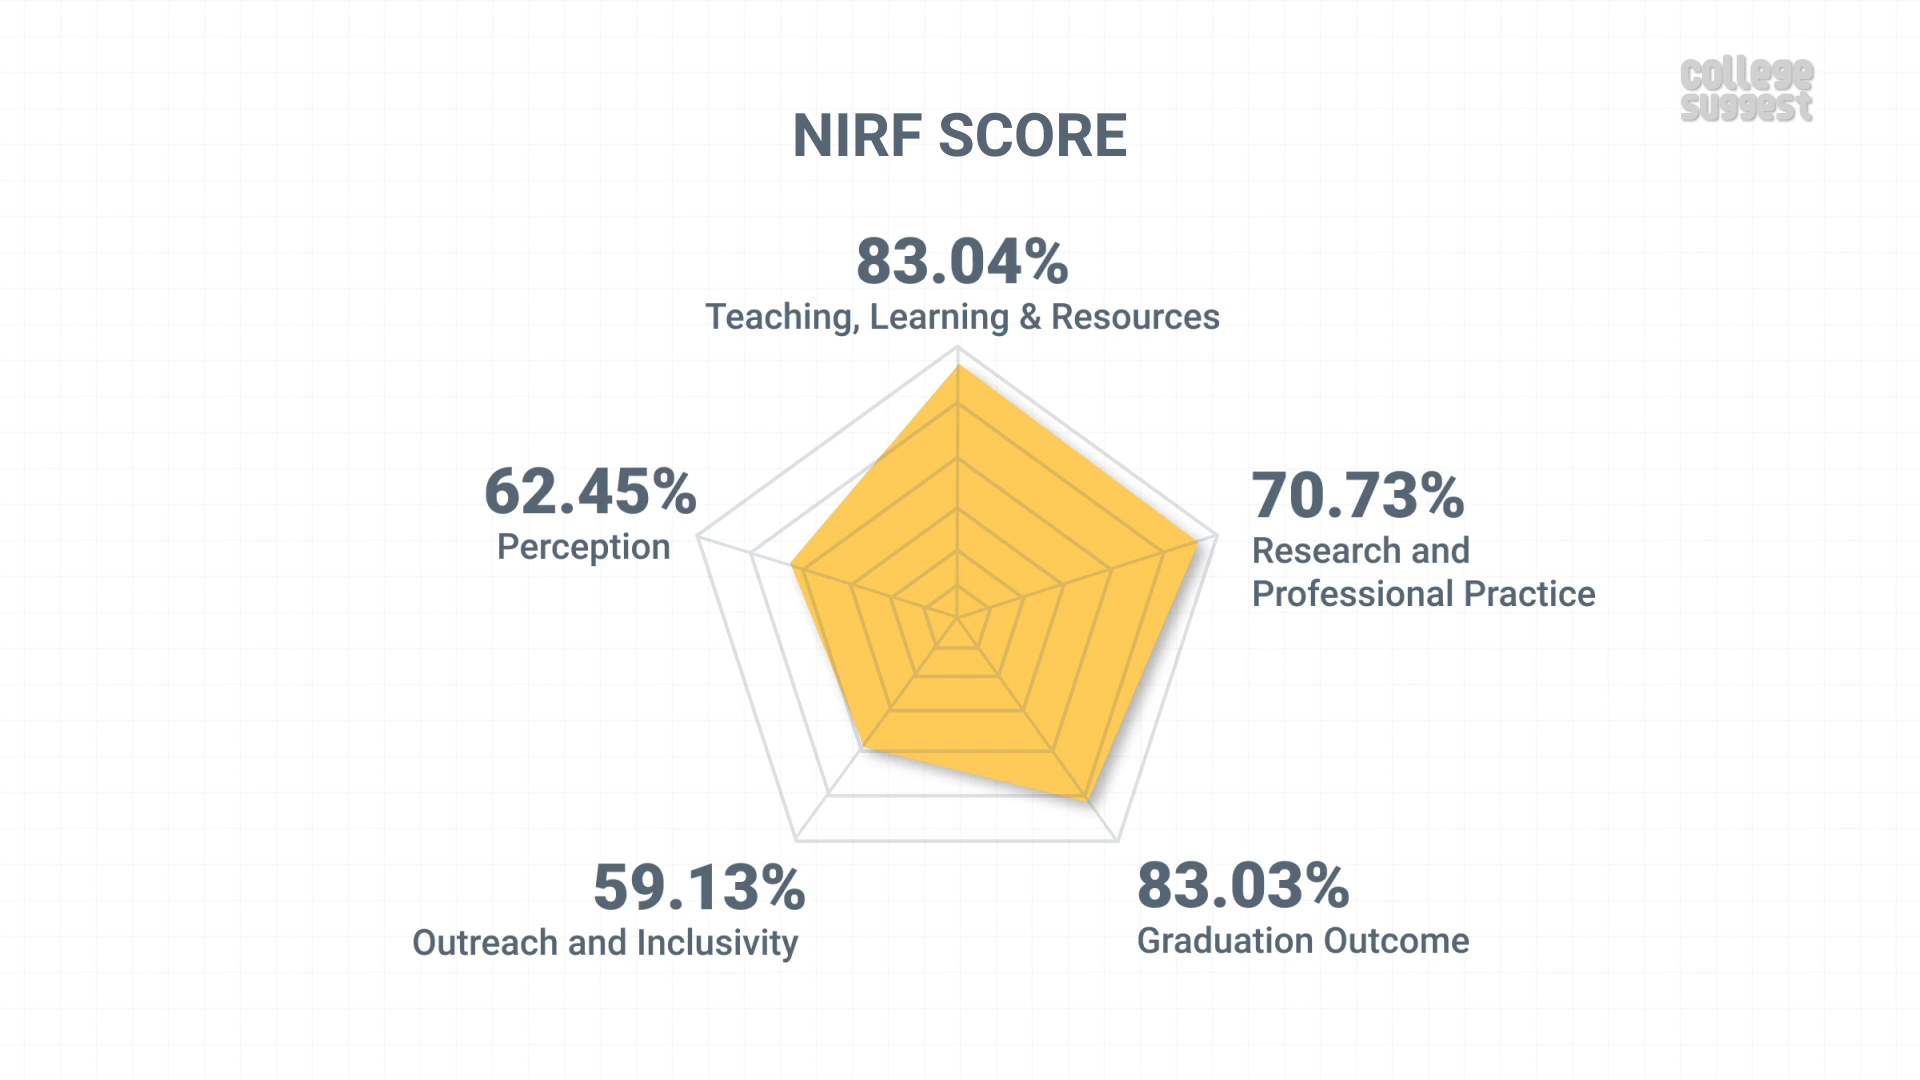 college
suggest
NIRF SCORE
83.04%
Teaching, Learning & Resources
62.45%
Perception
70.73%
Research and
Professional Practice
59.13%
Outreach and Inclusivity
83.03%
Graduation Outcome